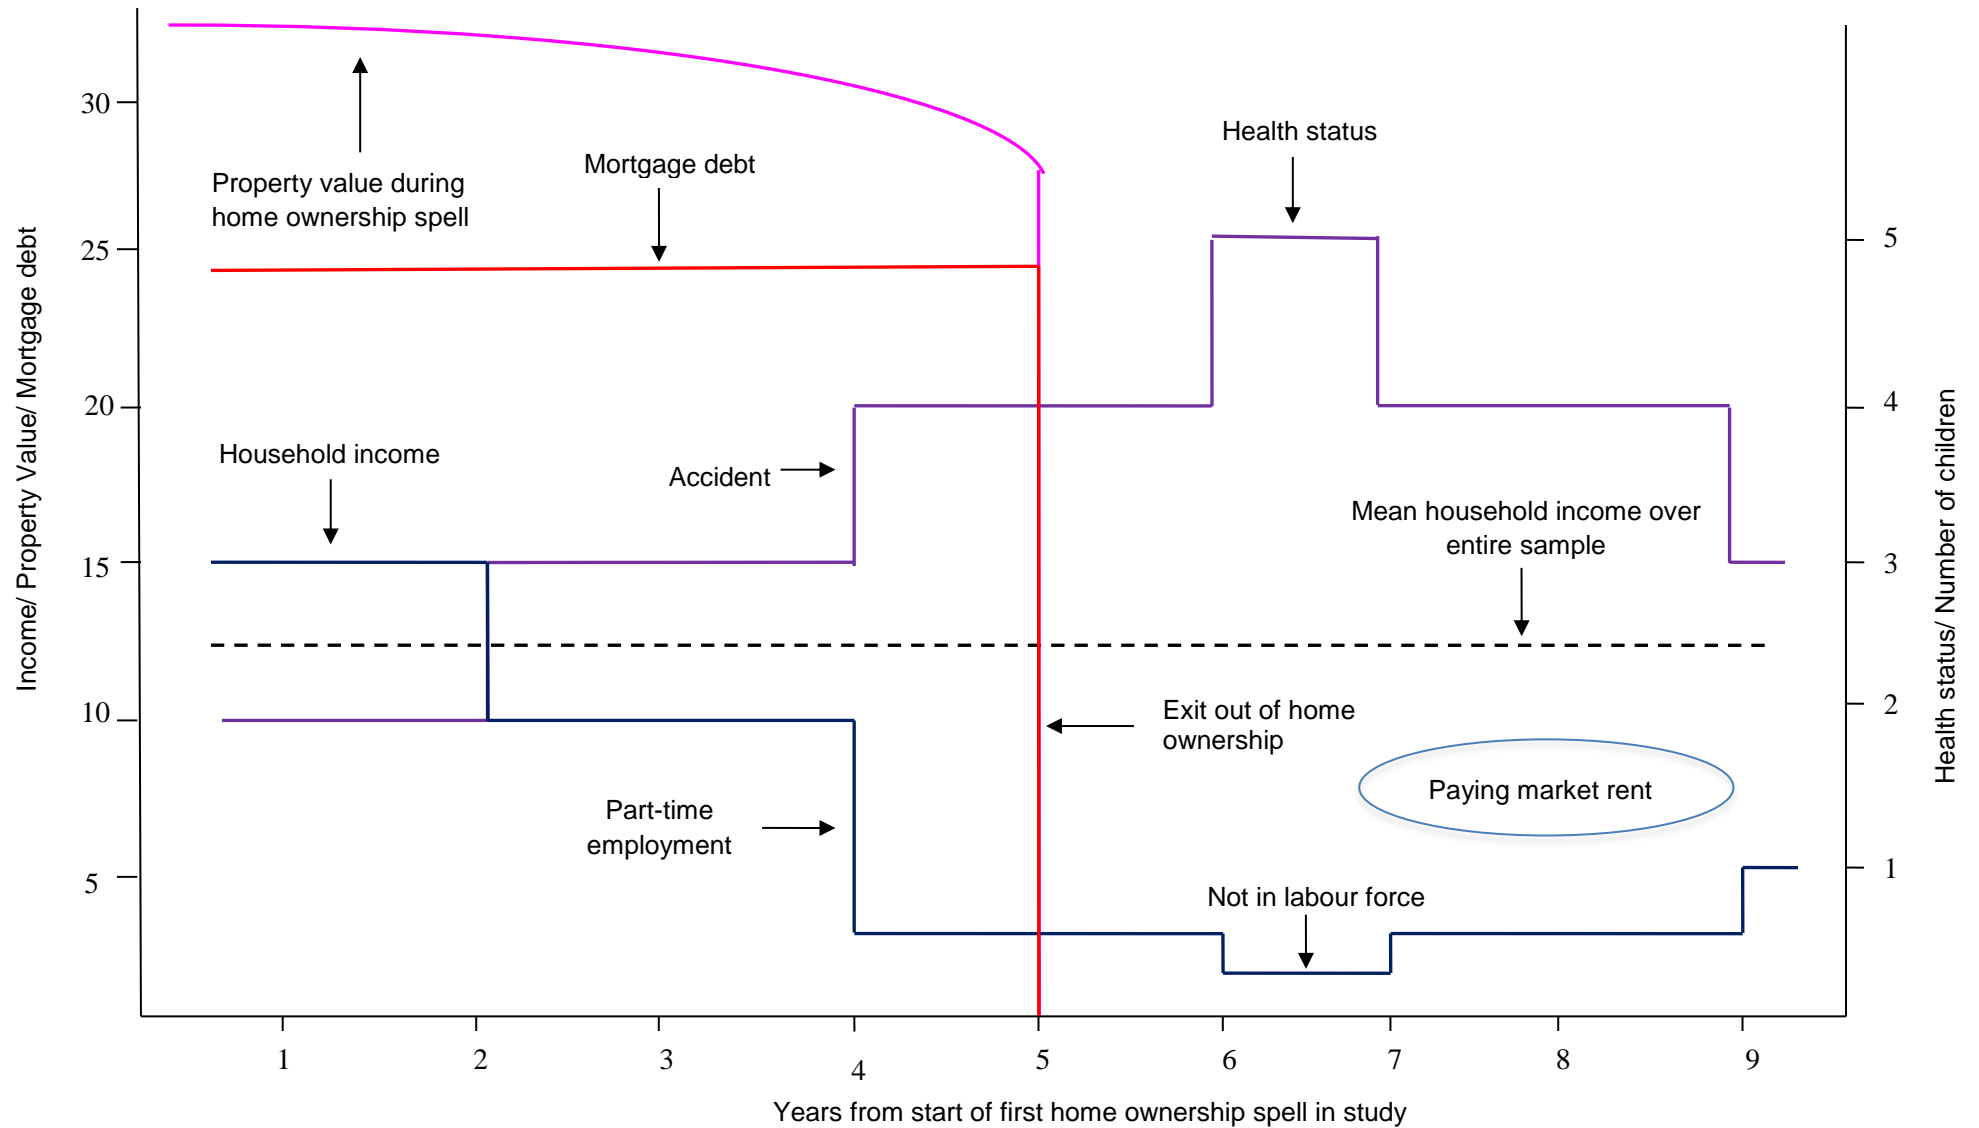 30
25
20
15
10
5
Income/ Property Value/ Mortgage debt
Property value during
home ownership spell
Mortgage debt
Health status
Household income
Accident
Mean household income over
entire sample
Exit out of home
ownership
Paying market rent
Part-time
employment
Not in labour force
5
4
3
2
1
Health status/ Number of children
1
2
3
4
5
6
7
8
9
Years from start of first home ownership spell in study